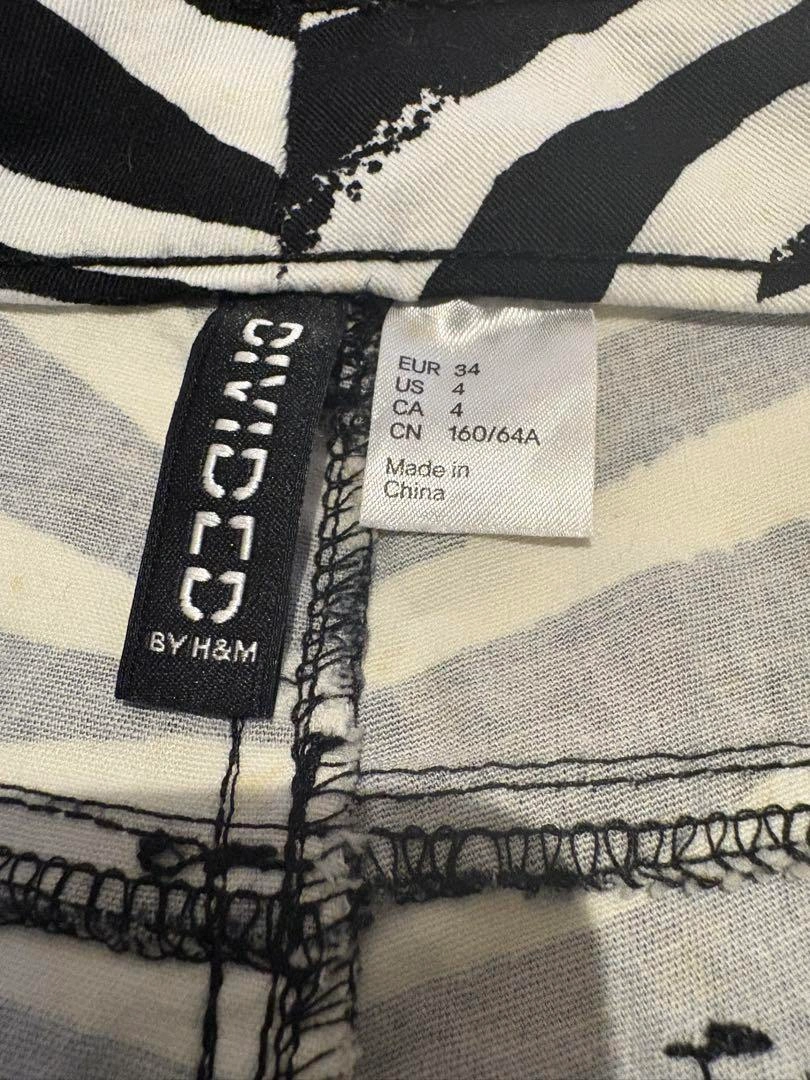 DIVIDED
BY H&M
EUR 34
US 4
CA 4
CN 160/64A
Made in
China